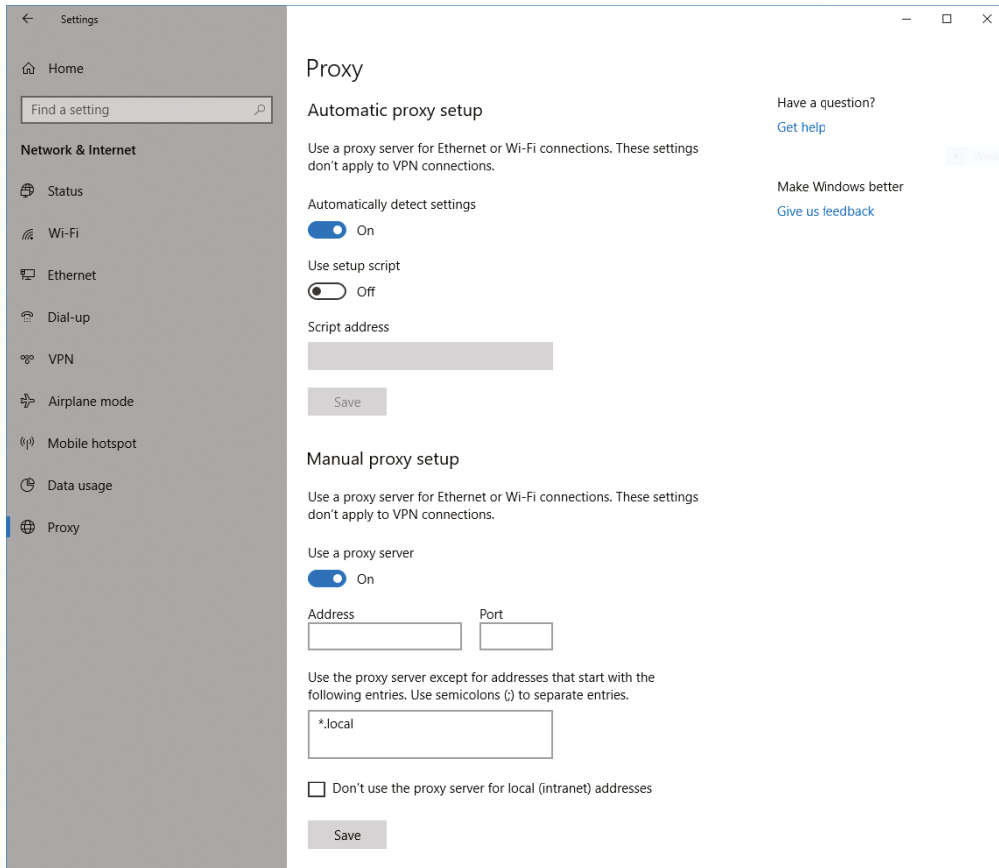 Settings
Home
Find a setting
Network & Internet
Status
Wi-Fi
Ethernet
Dial-up
VPN
Airplane mode
Mobile hotspot
Data usage
Proxy
Proxy
Automatic proxy setup
Use a proxy server for Ethernet or Wi-Fi connections. These settings
don't apply to VPN connections.
Automatically detect settings
On
Use setup script
Off
Script address
Save
Manual proxy setup
Use a proxy server for Ethernet or Wi-Fi connections. These settings
don't apply to VPN connections.
Use a proxy server
On
Address Port
Use the proxy server except for addresses that start with the
following entries. Use semicolons (;) to separate entries.
*.local
Don't use the proxy server for local (intranet) addresses
Save
Have a question?
Get help
Make Windows better
Give us feedback